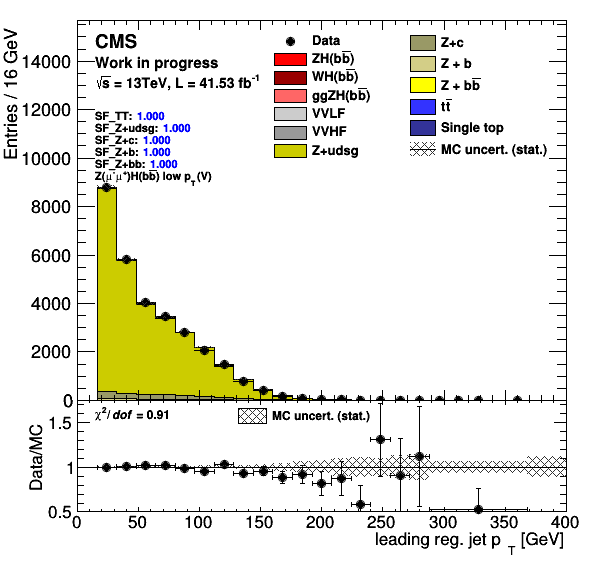 CMS
Work in progress
√s = 13TeV, L = 41.53 fb⁻¹
SF_TT: 1.000
SF_Z+udsg: 1.000
SF_Z+c: 1.000
SF_Z+b: 1.000
SF_Z+bb: 1.000
Z(μ⁻μ⁺)H(bb̅) low p_T(V)
Data
ZH(bb̅)
WH(bb̅)
ggZH(bb̅)
VVLF
VVHF
Z+udsg
Z+c
Z + b
Z + bb̅
tt̅
Single top
MC uncert. (stat.)
Entries / 16 GeV
14000
12000
10000
8000
6000
4000
2000
0
χ²/dof = 0.91
MC uncert. (stat.)
Data/MC
1.5
1
0.5
0 50 100 150 200 250 300 350 400
leading reg. jet p_T [GeV]